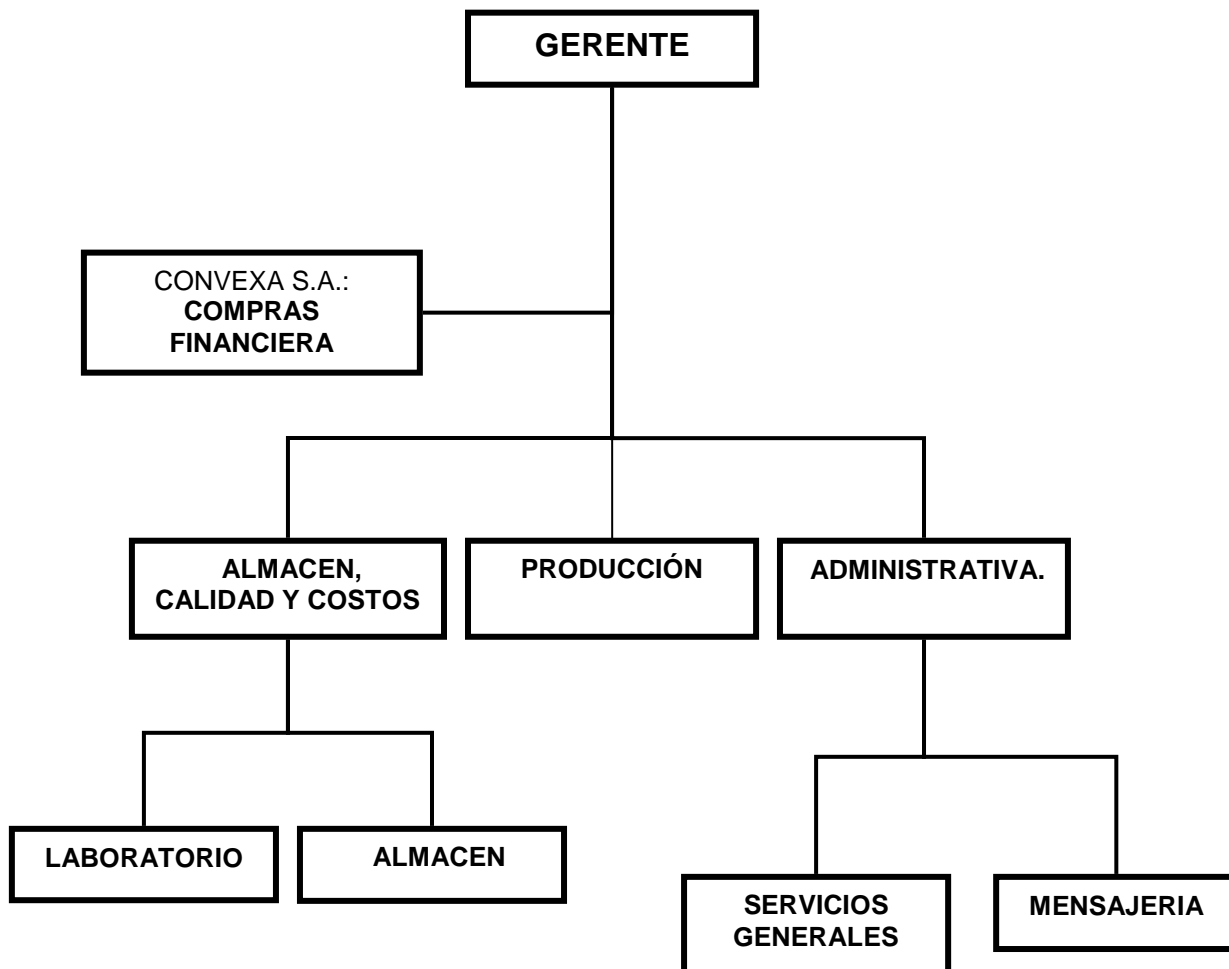 GERENTE
CONVEXA S.A.:
COMPRAS
FINANCIERA
ALMACEN,
CALIDAD Y COSTOS
PRODUCCIÓN
ADMINISTRATIVA.
LABORATORIO
ALMACEN
SERVICIOS
GENERALES
MENSAJERIA